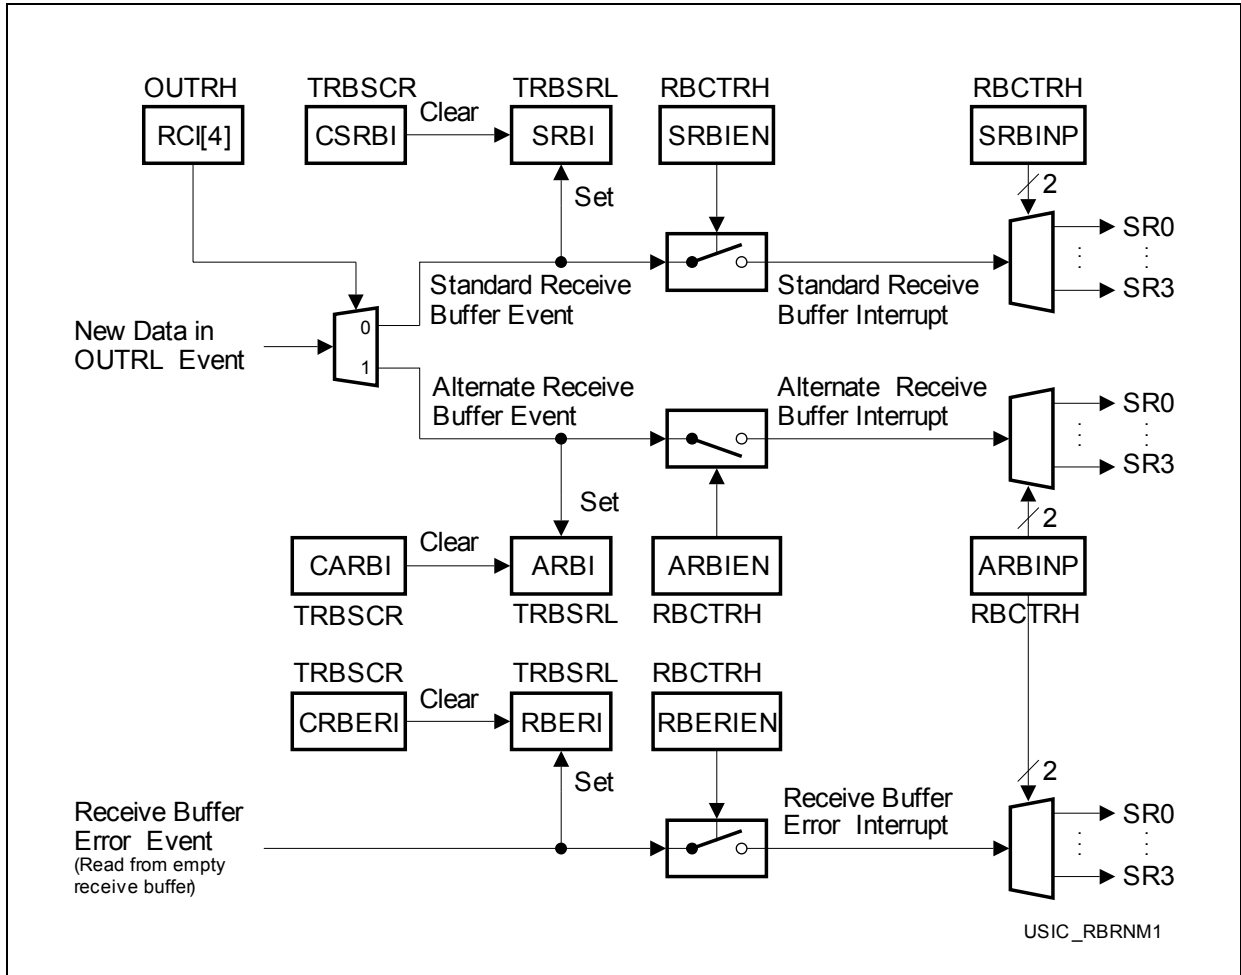 OUTRH TRBSCR TRBSRL RBCTRH RBCTRH
RCI[4] CSRBI Clear SRBI SRBIEN SRBINP
Set 2
SR0
Standard Receive Standard Receive
Buffer Event Buffer Interrupt
SR3
New Data in
OUTRL Event
0
1
Alternate Receive Alternate Receive
Buffer Event Buffer Interrupt
SR0
SR3
Set 2
CARBI Clear ARBI ARBIEN ARBINP
TRBSCR TRBSRL RBCTRH RBCTRH
TRBSCR TRBSRL RBCTRH
CRBERI Clear RBERI RBERIEN
Set 2
Receive Buffer
Error Event
(Read from empty
receive buffer)
Receive Buffer
Error Interrupt
SR0
SR3
USIC_RBRNM1